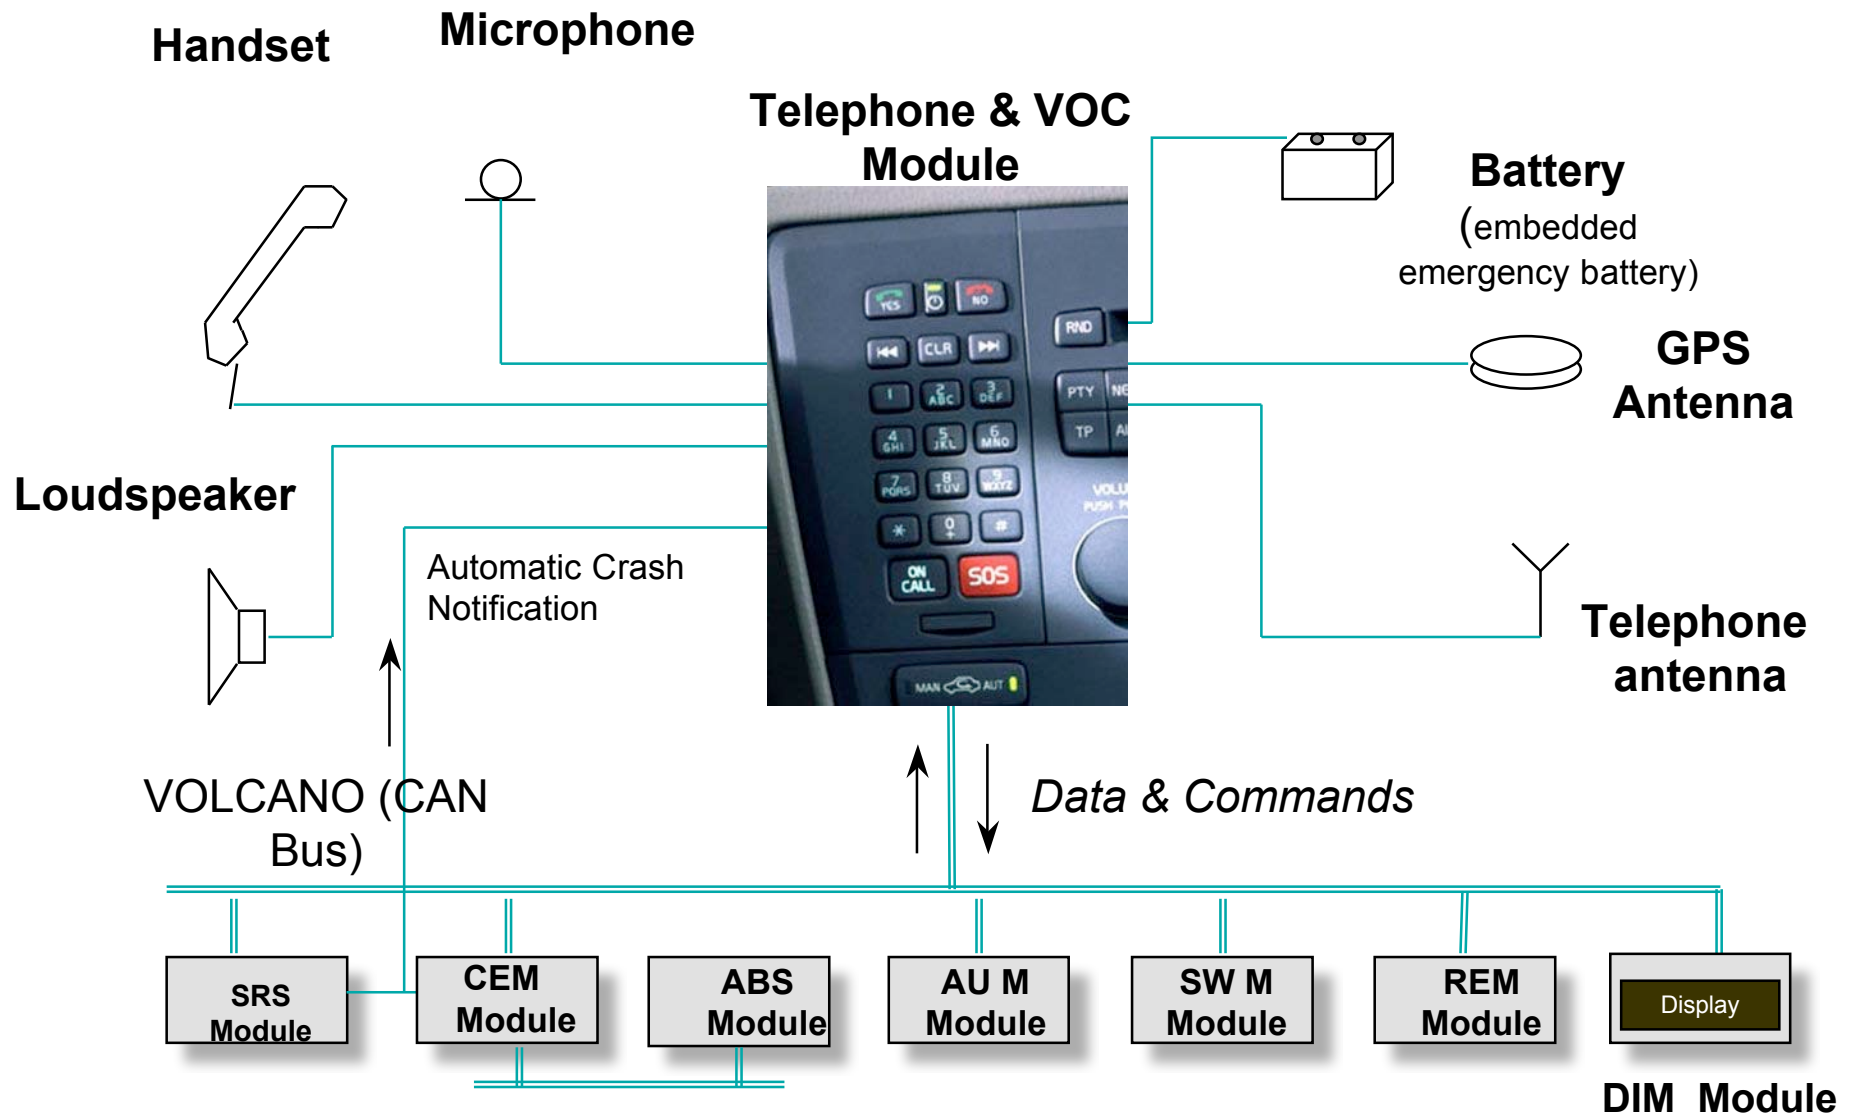 Handset
Microphone
Telephone & VOC
Module
Battery
(embedded
emergency battery)
GPS
Antenna
Telephone
antenna
Loudspeaker
Automatic Crash
Notification
YES
NO
CLR
RND
1
2
ABC
3
DEF
PTY
4
GHI
5
JKL
6
MNO
TP
7
PQRS
8
TUV
9
WXYZ
*
0
+
#
ON
CALL
SOS
MAN
AUT
VOLCANO (CAN
Bus)
Data & Commands
SRS
Module
CEM
Module
ABS
Module
AU M
Module
SW M
Module
REM
Module
Display
DIM Module